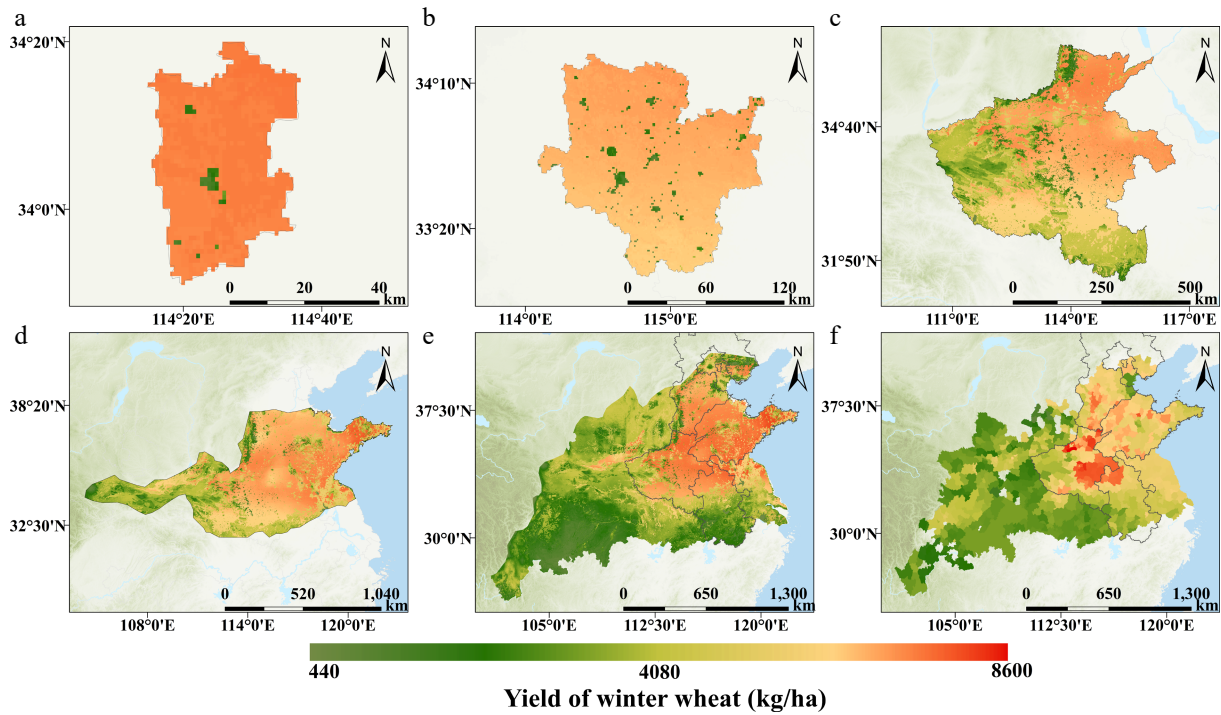 a
b
c
34°20'N
34°0'N
N
0 20 40
km
114°20'E 114°40'E
34°10'N
33°20'N
N
0 60 120
km
114°0'E 115°0'E
34°40'N
31°50'N
N
0 250 500
km
111°0'E 114°0'E 117°0'E
d
e
f
38°20'N
32°30'N
N
0 520 1,040
km
108°0'E 114°0'E 120°0'E
37°30'N
30°0'N
N
0 650 1,300
km
105°0'E 112°30'E 120°0'E
37°30'N
30°0'N
N
0 650 1,300
km
105°0'E 112°30'E 120°0'E
440 4080 8600
Yield of winter wheat (kg/ha)